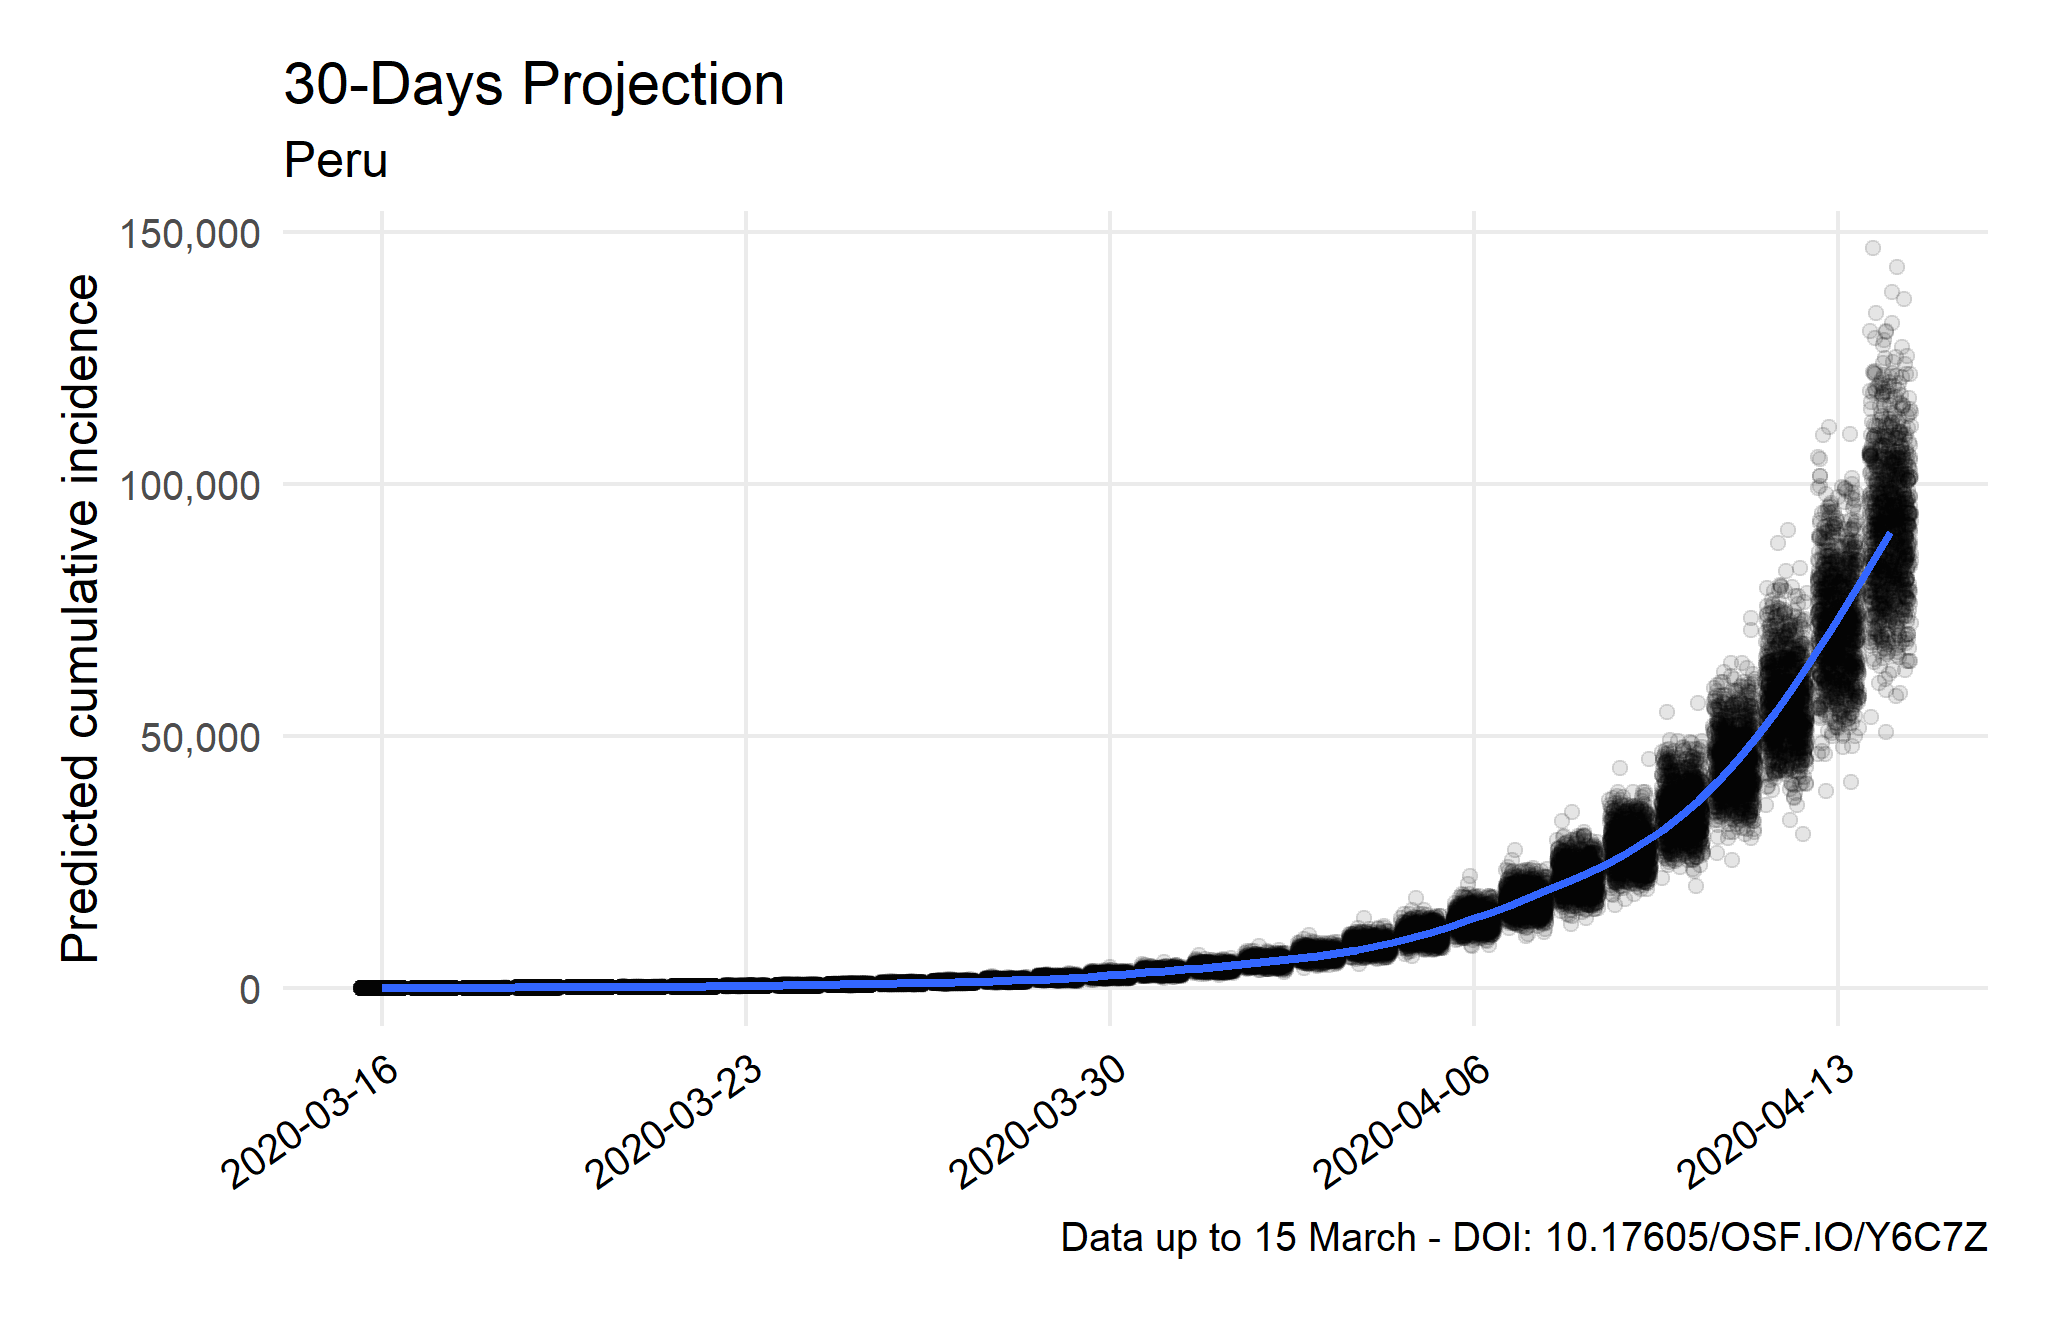 30-Days Projection
Peru
Predicted cumulative incidence
150,000
100,000
50,000
0
2020-03-16
2020-03-23
2020-03-30
2020-04-06
2020-04-13
Data up to 15 March - DOI: 10.17605/OSF.IO/Y6C7Z